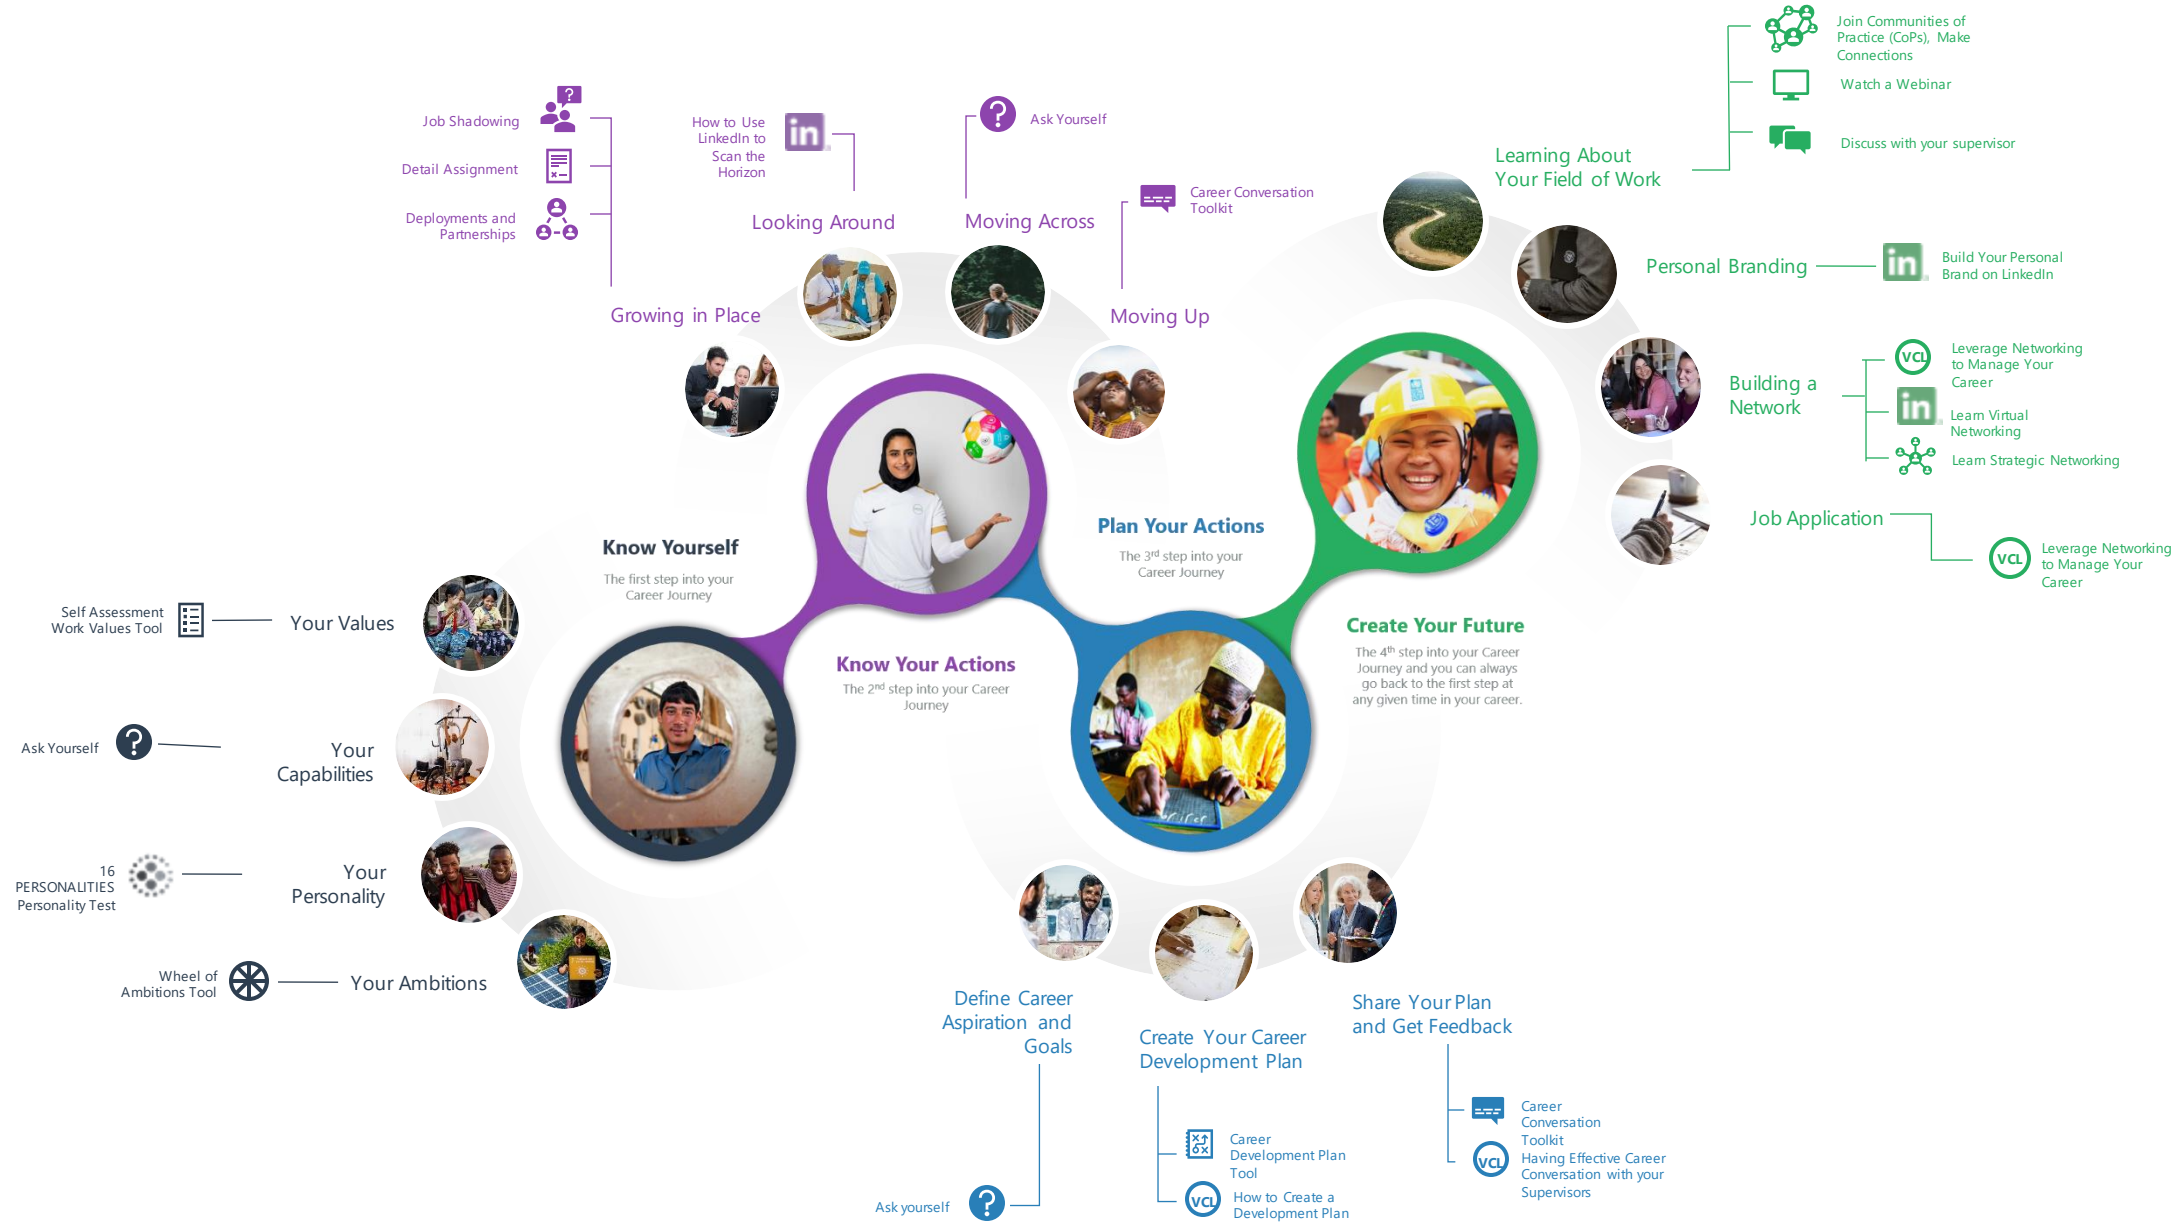 Know Yourself
The first step into your
Career Journey
Your Values
Self Assessment
Work Values Tool
Your
Capabilities
Ask Yourself
Your
Personality
16
PERSONALITIES
Personality Test
Your Ambitions
Wheel of
Ambitions Tool
Know Your Actions
The 2nd step into your Career
Journey
Growing in Place
Job Shadowing
Detail Assignment
Deployments and
Partnerships
Looking Around
How to Use
LinkedIn to
Scan the
Horizon
in
Moving Across
Ask Yourself
Moving Up
Career Conversation
Toolkit
Plan Your Actions
The 3rd step into your
Career Journey
Define Career
Aspiration and
Goals
Ask yourself
Create Your Career
Development Plan
Career
Development Plan
Tool
VCL
How to Create a
Development Plan
Share Your Plan
and Get Feedback
Career
Conversation
Toolkit
VCL
Having Effective Career
Conversation with your
Supervisors
Create Your Future
The 4th step into your Career
Journey and you can always
go back to the first step at
any given time in your career.
Learning About
Your Field of Work
Join Communities of
Practice (CoPs), Make
Connections
Watch a Webinar
Discuss with your supervisor
Personal Branding
in
Build Your Personal
Brand on LinkedIn
Building a
Network
VCL
Leverage Networking
to Manage Your
Career
in
Learn Virtual
Networking
Learn Strategic Networking
Job Application
VCL
Leverage Networking
to Manage Your
Career